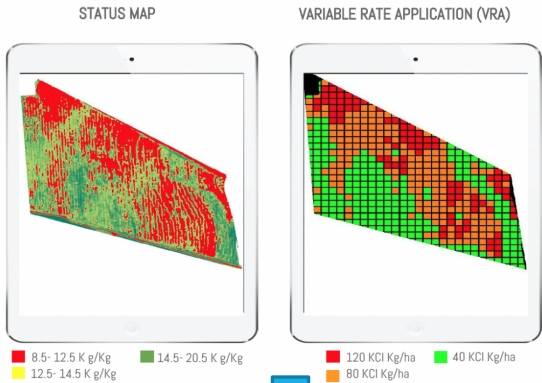 STATUS MAP
VARIABLE RATE APPLICATION (VRA)
8.5- 12.5 K g/Kg
14.5- 20.5 K g/Kg
12.5- 14.5 K g/Kg
120 KCl Kg/ha
40 KCl Kg/ha
80 KCl Kg/ha